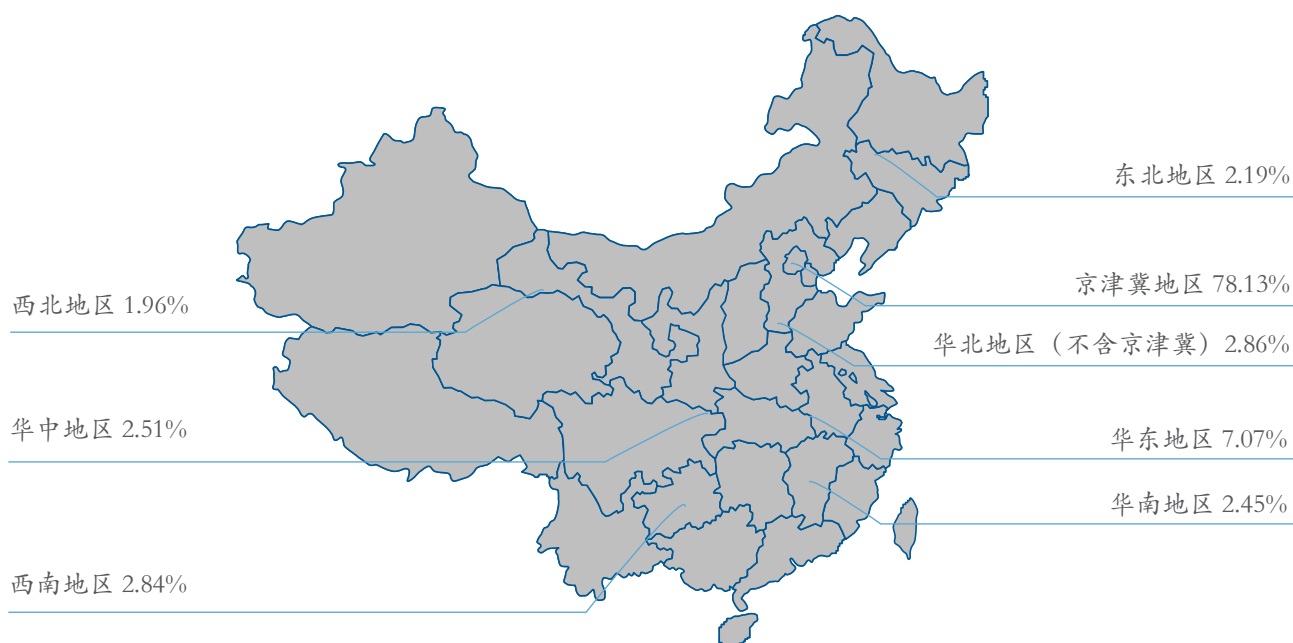 东北地区 2.19%
京津冀地区 78.13%
西北地区 1.96%
华北地区（不含京津冀）2.86%
华中地区 2.51%
华东地区 7.07%
华南地区 2.45%
西南地区 2.84%